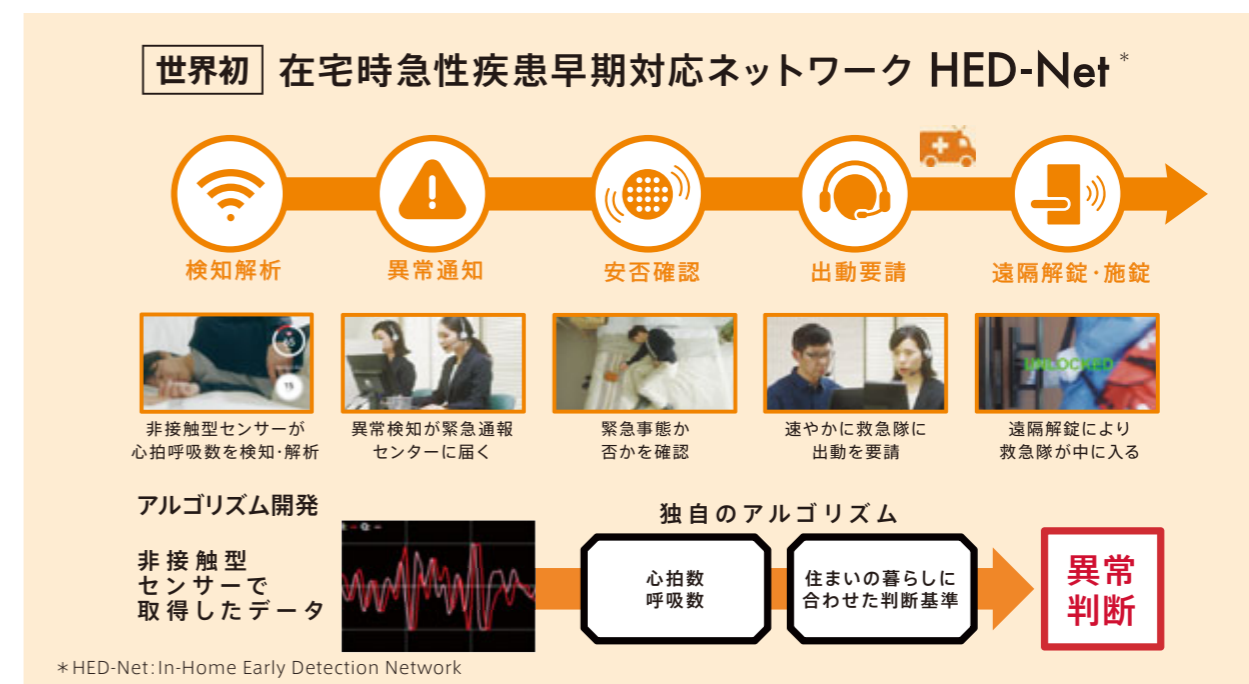 世界初 在宅時急性疾患早期対応ネットワーク HED-Net*
検知解析
異常通知
安否確認
出動要請
遠隔解錠・施錠
65
15
UNLOCKED
非接触型センサーが
心拍呼吸数を検知・解析
異常検知が緊急通報
センターに届く
緊急事態か
否かを確認
速やかに救急隊に
出動を要請
遠隔解錠により
救急隊が中に入る
アルゴリズム開発
非接触型
センサーで
取得したデータ
独自のアルゴリズム
心拍数
呼吸数
住まいの暮らしに
合わせた判断基準
異常
判断
*HED-Net:In-Home Early Detection Network